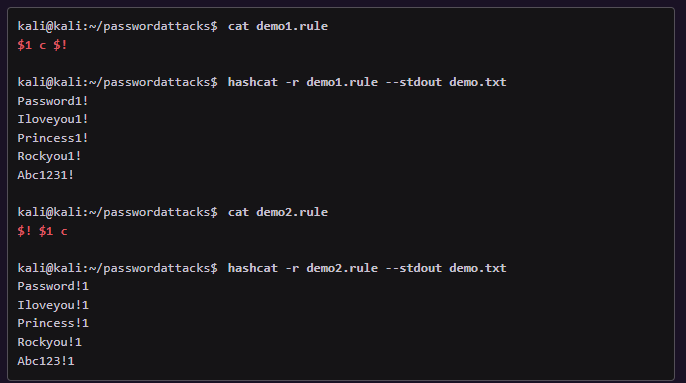 kali@kali:~/passwordattacks$ cat demo1.rule
$1 c $!
kali@kali:~/passwordattacks$ hashcat -r demo1.rule --stdout demo.txt
Password1!
Iloveyou1!
Princess1!
Rockyou1!
Abc1231!
kali@kali:~/passwordattacks$ cat demo2.rule
$! $1 c
kali@kali:~/passwordattacks$ hashcat -r demo2.rule --stdout demo.txt
Password!1
Iloveyou!1
Princess!1
Rockyou!1
Abc123!1